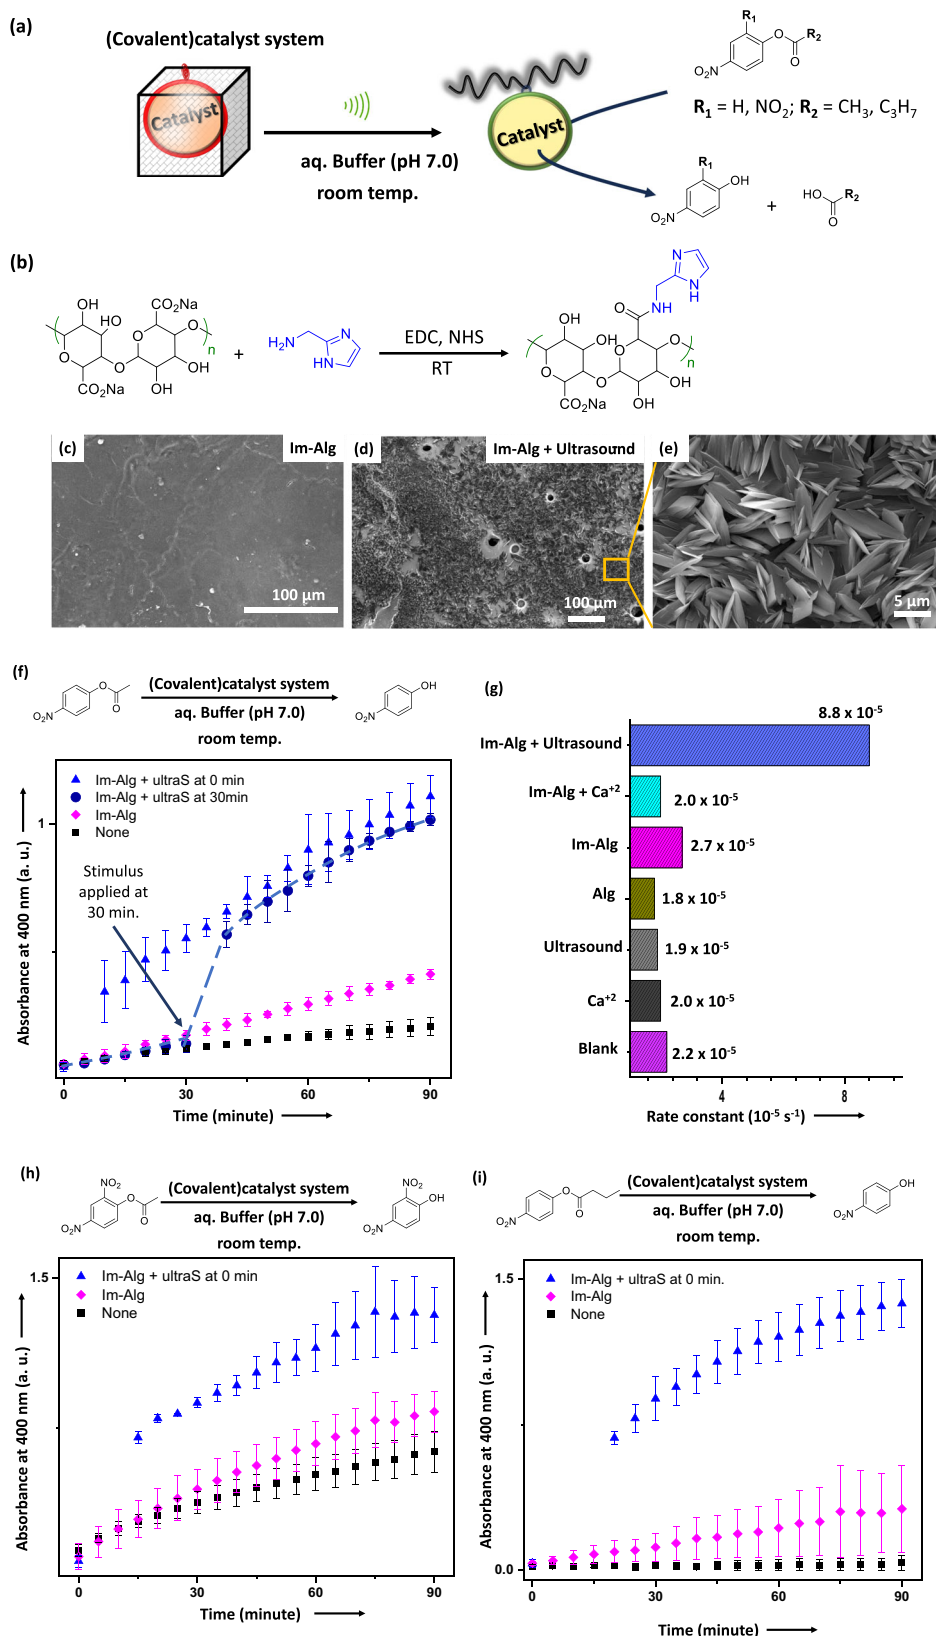 (a)
(Covalent)catalyst system
Catalyst
aq. Buffer (pH 7.0)
room temp.
Catalyst
R1
O
R2
NO2
O
R1 = H, NO2; R2 = CH3, C3H7
R1
OH
NO2
+
HO
R2
O
(b)
CO2Na
OH
HO
O
O
n
O
OH
OH
CO2Na
+
H2N
N
HN
EDC, NHS
RT
N
N
H
O
NH
OH
OH
O
O
n
O
OH
CO2Na
OH
(c)
Im-Alg
100 µm
(d)
Im-Alg + Ultrasound
100 µm
(e)
5 µm
(f)
O
O
NO2
(Covalent)catalyst system
aq. Buffer (pH 7.0)
room temp.
OH
NO2
Im-Alg + ultraS at 0 min
Im-Alg + ultraS at 30min
Im-Alg
None
Stimulus
applied at
30 min.
1
Absorbance at 400 nm (a. u.)
0
30
60
90
Time (minute)
(g)
8.8 x 10-5
Im-Alg + Ultrasound
Im-Alg + Ca+2
2.0 x 10-5
Im-Alg
2.7 x 10-5
Alg
1.8 x 10-5
Ultrasound
1.9 x 10-5
Ca+2
2.0 x 10-5
Blank
2.2 x 10-5
4
8
Rate constant (10-5 s-1)
(h)
NO2
O
O
NO2
(Covalent)catalyst system
aq. Buffer (pH 7.0)
room temp.
NO2
OH
NO2
1.5
Im-Alg + ultraS at 0 min
Im-Alg
None
Absorbance at 400 nm (a. u.)
0
30
60
90
Time (minute)
(i)
O
O
NO2
(Covalent)catalyst system
aq. Buffer (pH 7.0)
room temp.
OH
NO2
1.5
Im-Alg + ultraS at 0 min.
Im-Alg
None
Absorbance at 400 nm (a. u.)
0.0
0
30
60
90
Time (minute)